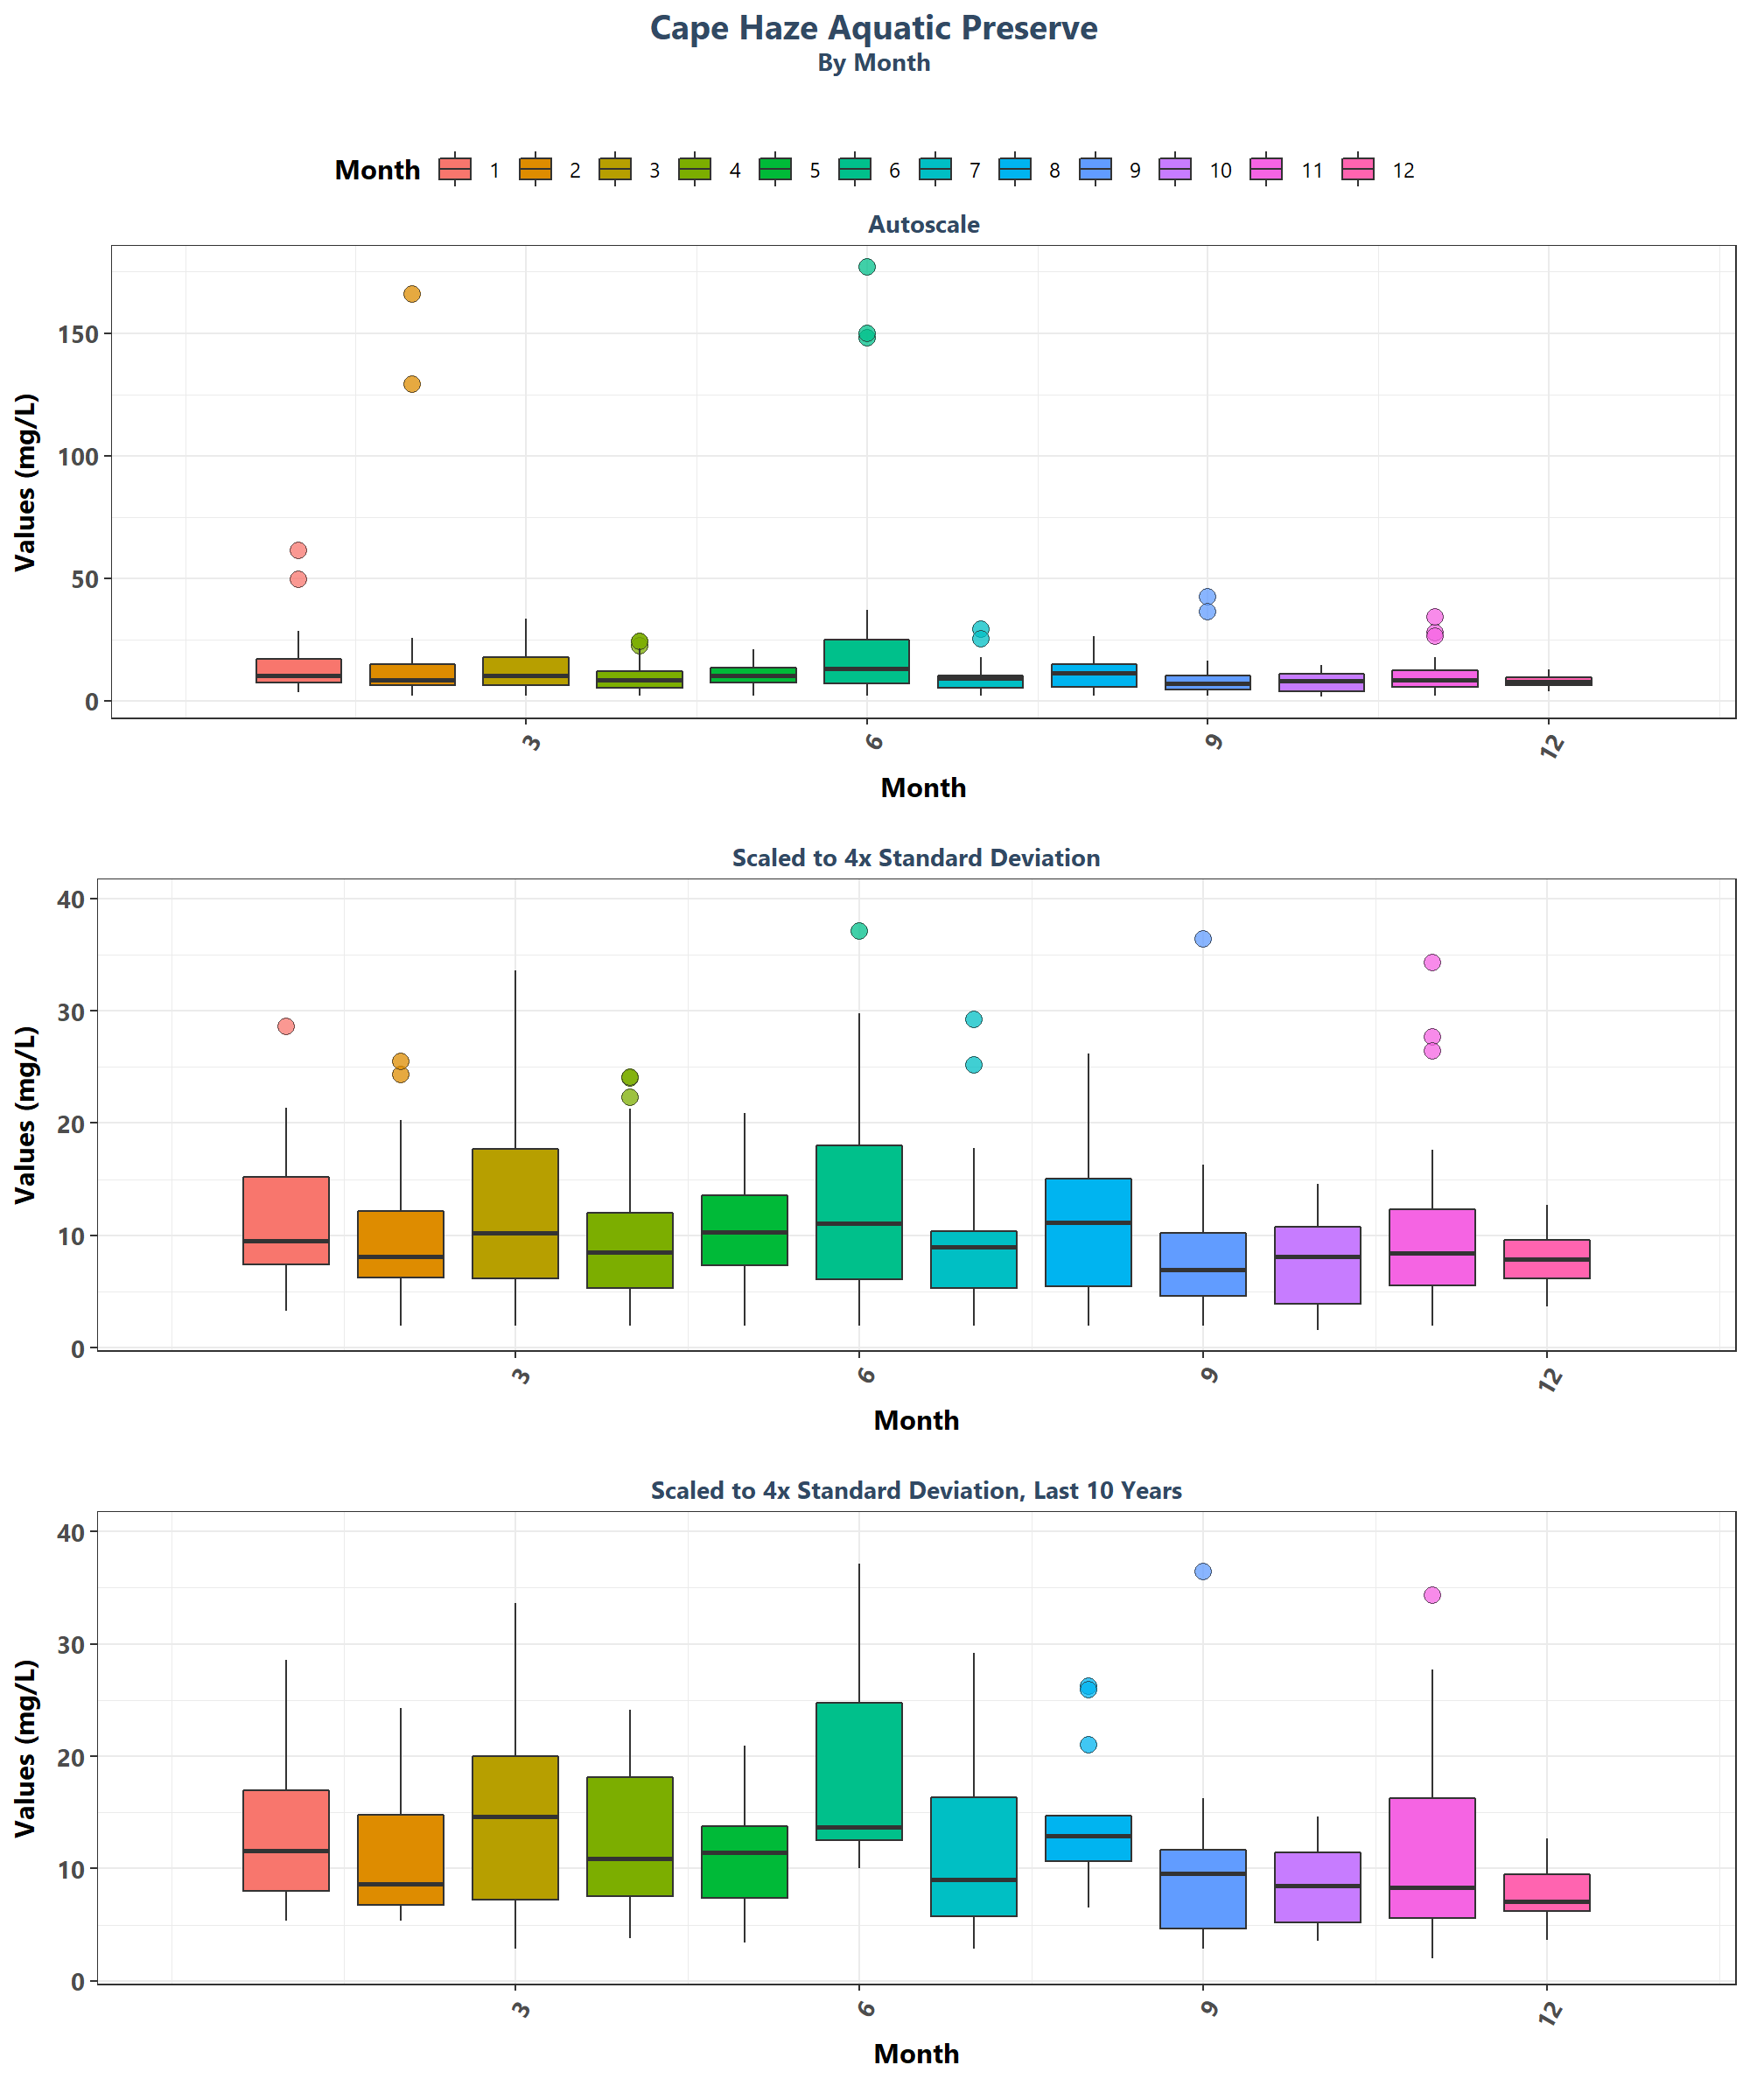 Cape Haze Aquatic Preserve
By Month
Month 1 2 3 4 5 6 7 8 9 10 11 12
Autoscale
Values (mg/L)
150
100
50
0
3 6 9 12
Month
Scaled to 4x Standard Deviation
Values (mg/L)
40
30
20
10
0
3 6 9 12
Month
Scaled to 4x Standard Deviation, Last 10 Years
Values (mg/L)
40
30
20
10
0
3 6 9 12
Month